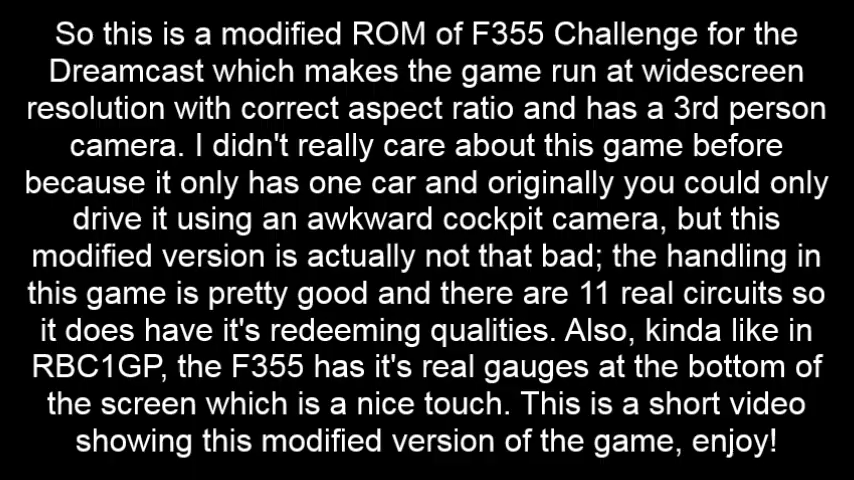 So this is a modified ROM of F355 Challenge for the
Dreamcast which makes the game run at widescreen
resolution with correct aspect ratio and has a 3rd person
camera. I didn't really care about this game before
because it only has one car and originally you could only
drive it using an awkward cockpit camera, but this
modified version is actually not that bad; the handling in
this game is pretty good and there are 11 real circuits so
it does have it's redeeming qualities. Also, kinda like in
RBC1GP, the F355 has it's real gauges at the bottom of
the screen which is a nice touch. This is a short video
showing this modified version of the game, enjoy!